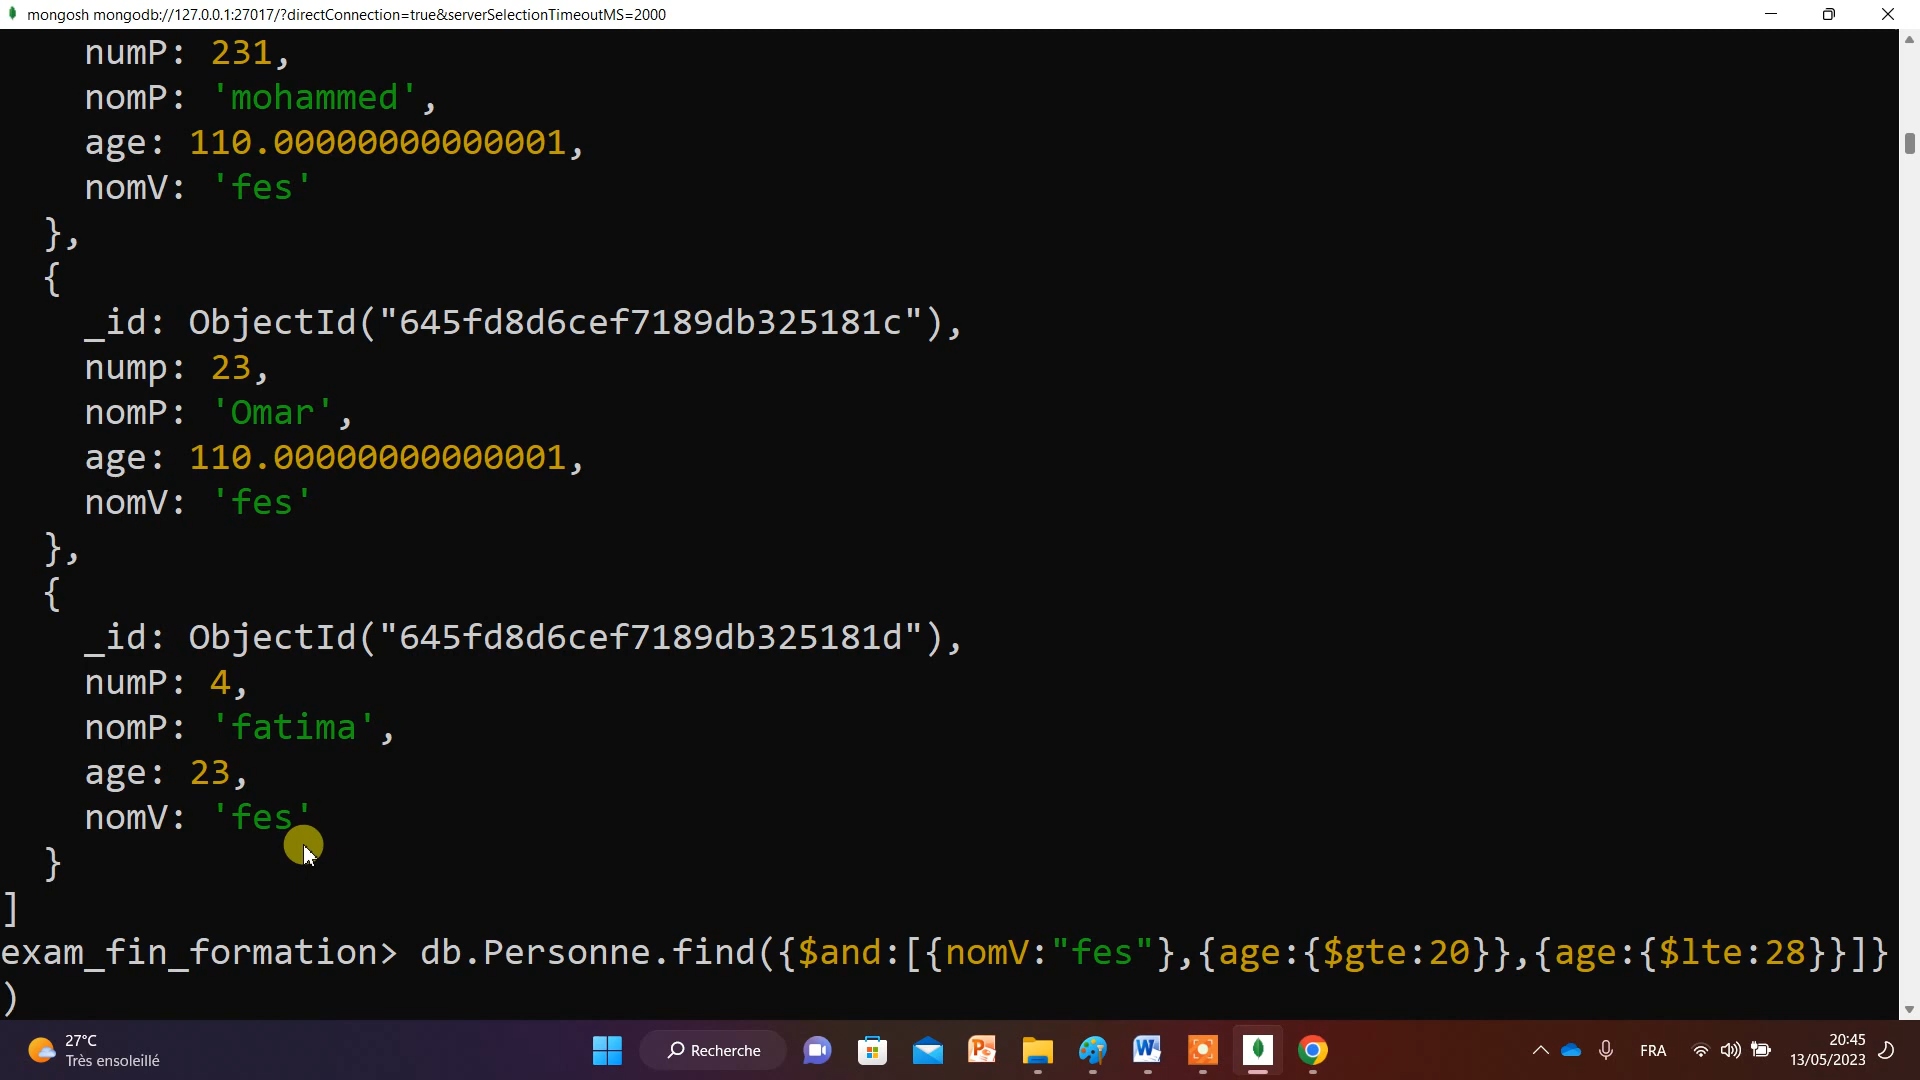 mongosh mongodb://127.0.0.1:27017/?directConnection=true&serverSelectionTimeoutMS=2000
numP: 231,
nomP: 'mohammed',
age: 110.00000000000001,
nomV: 'fes'
},
{
_id: ObjectId("645fd8d6cef7189db325181c"),
nump: 23,
nomP: 'Omar',
age: 110.00000000000001,
nomV: 'fes'
},
{
_id: ObjectId("645fd8d6cef7189db325181d"),
numP: 4,
nomP: 'fatima',
age: 23,
nomV: 'fes'
}
]
exam_fin_formation> db.Personne.find({$and:[{nomV:"fes"},{age:{$gte:20}},{age:{$lte:28}}]}
)
27°C
Très ensoleillé
Recherche
FRA
20:45
13/05/2023